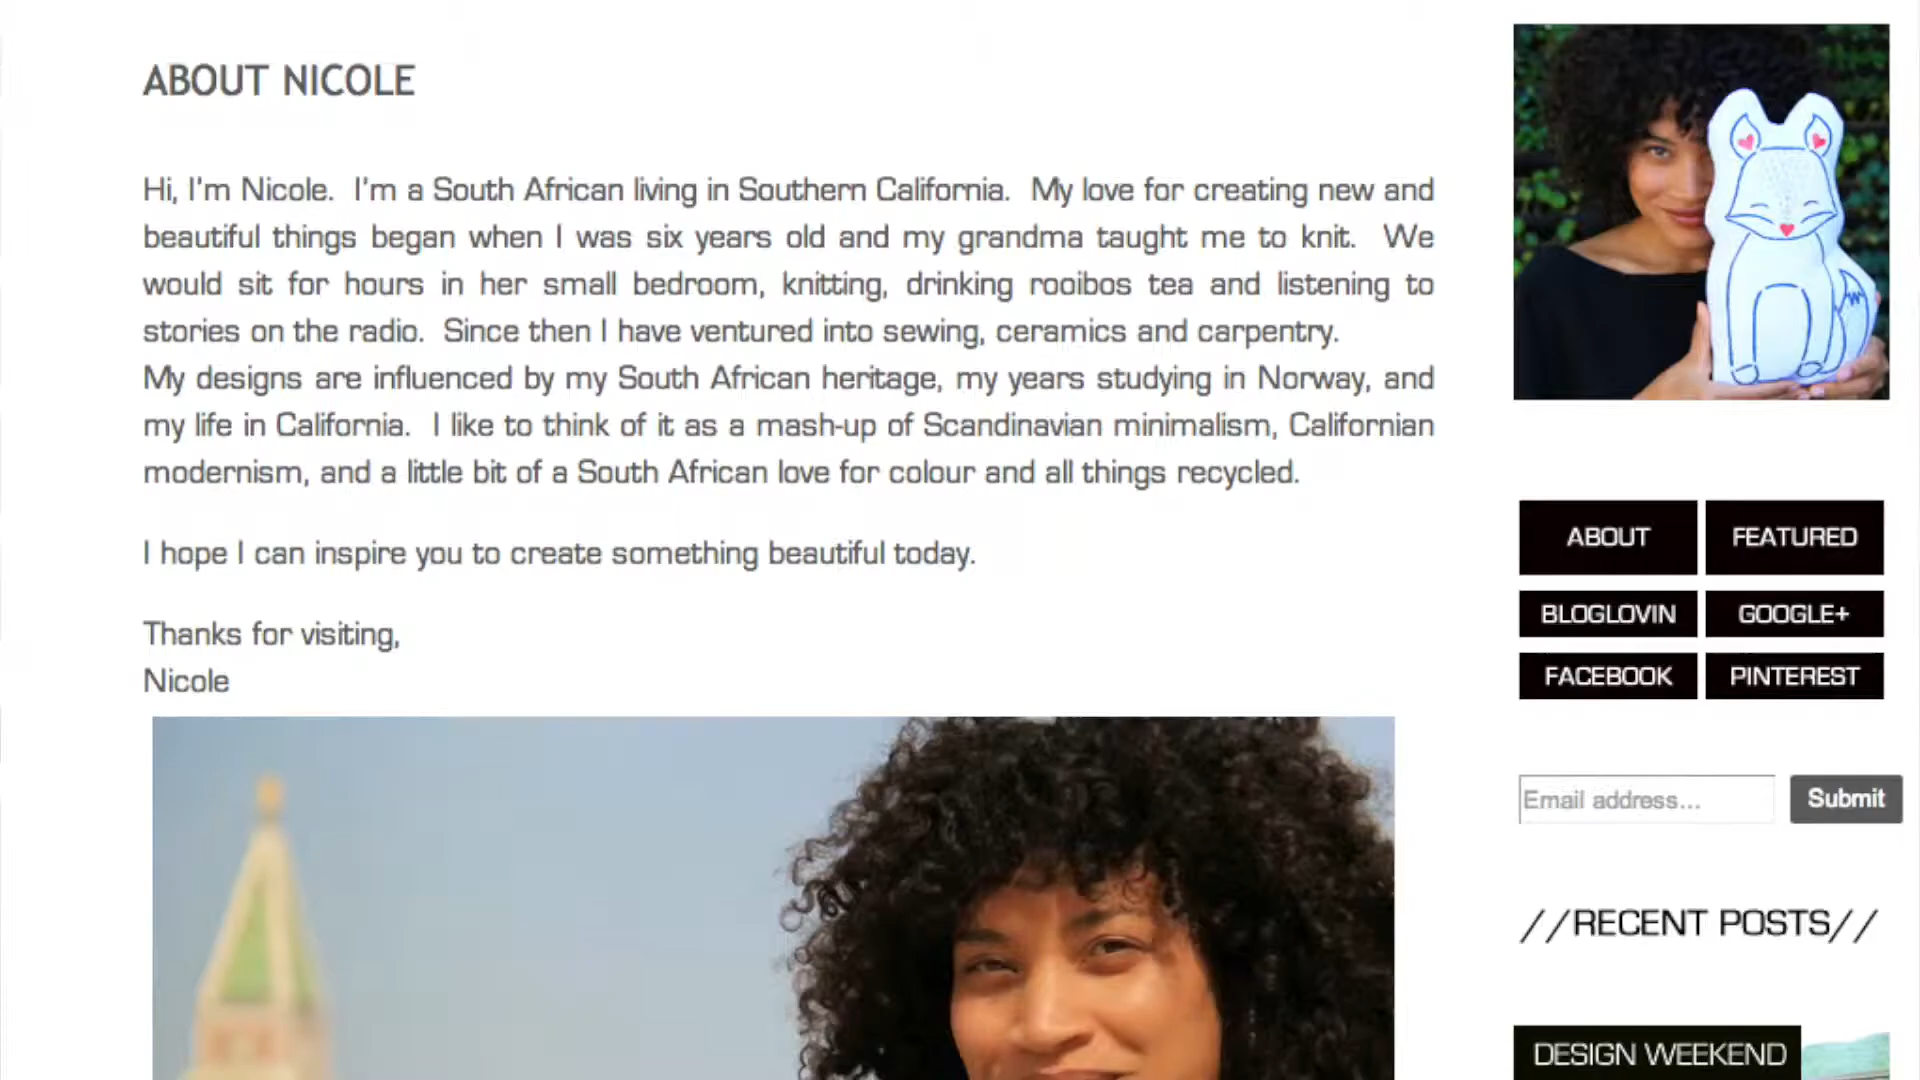 ABOUT NICOLE
Hi, I'm Nicole.  I'm a South African living in Southern California.  My love for creating new and
beautiful things began when I was six years old and my grandma taught me to knit.  We
would sit for hours in her small bedroom, knitting, drinking rooibos tea and listening to
stories on the radio.  Since then I have ventured into sewing, ceramics and carpentry.
My designs are influenced by my South African heritage, my years studying in Norway, and
my life in California.  I like to think of it as a mash-up of Scandinavian minimalism, Californian
modernism, and a little bit of a South African love for colour and all things recycled.
I hope I can inspire you to create something beautiful today.
Thanks for visiting,
Nicole
ABOUT FEATURED
BLOGLOVIN GOOGLE+
FACEBOOK PINTEREST
Email address... Submit
//RECENT POSTS//
DESIGN WEEKEND